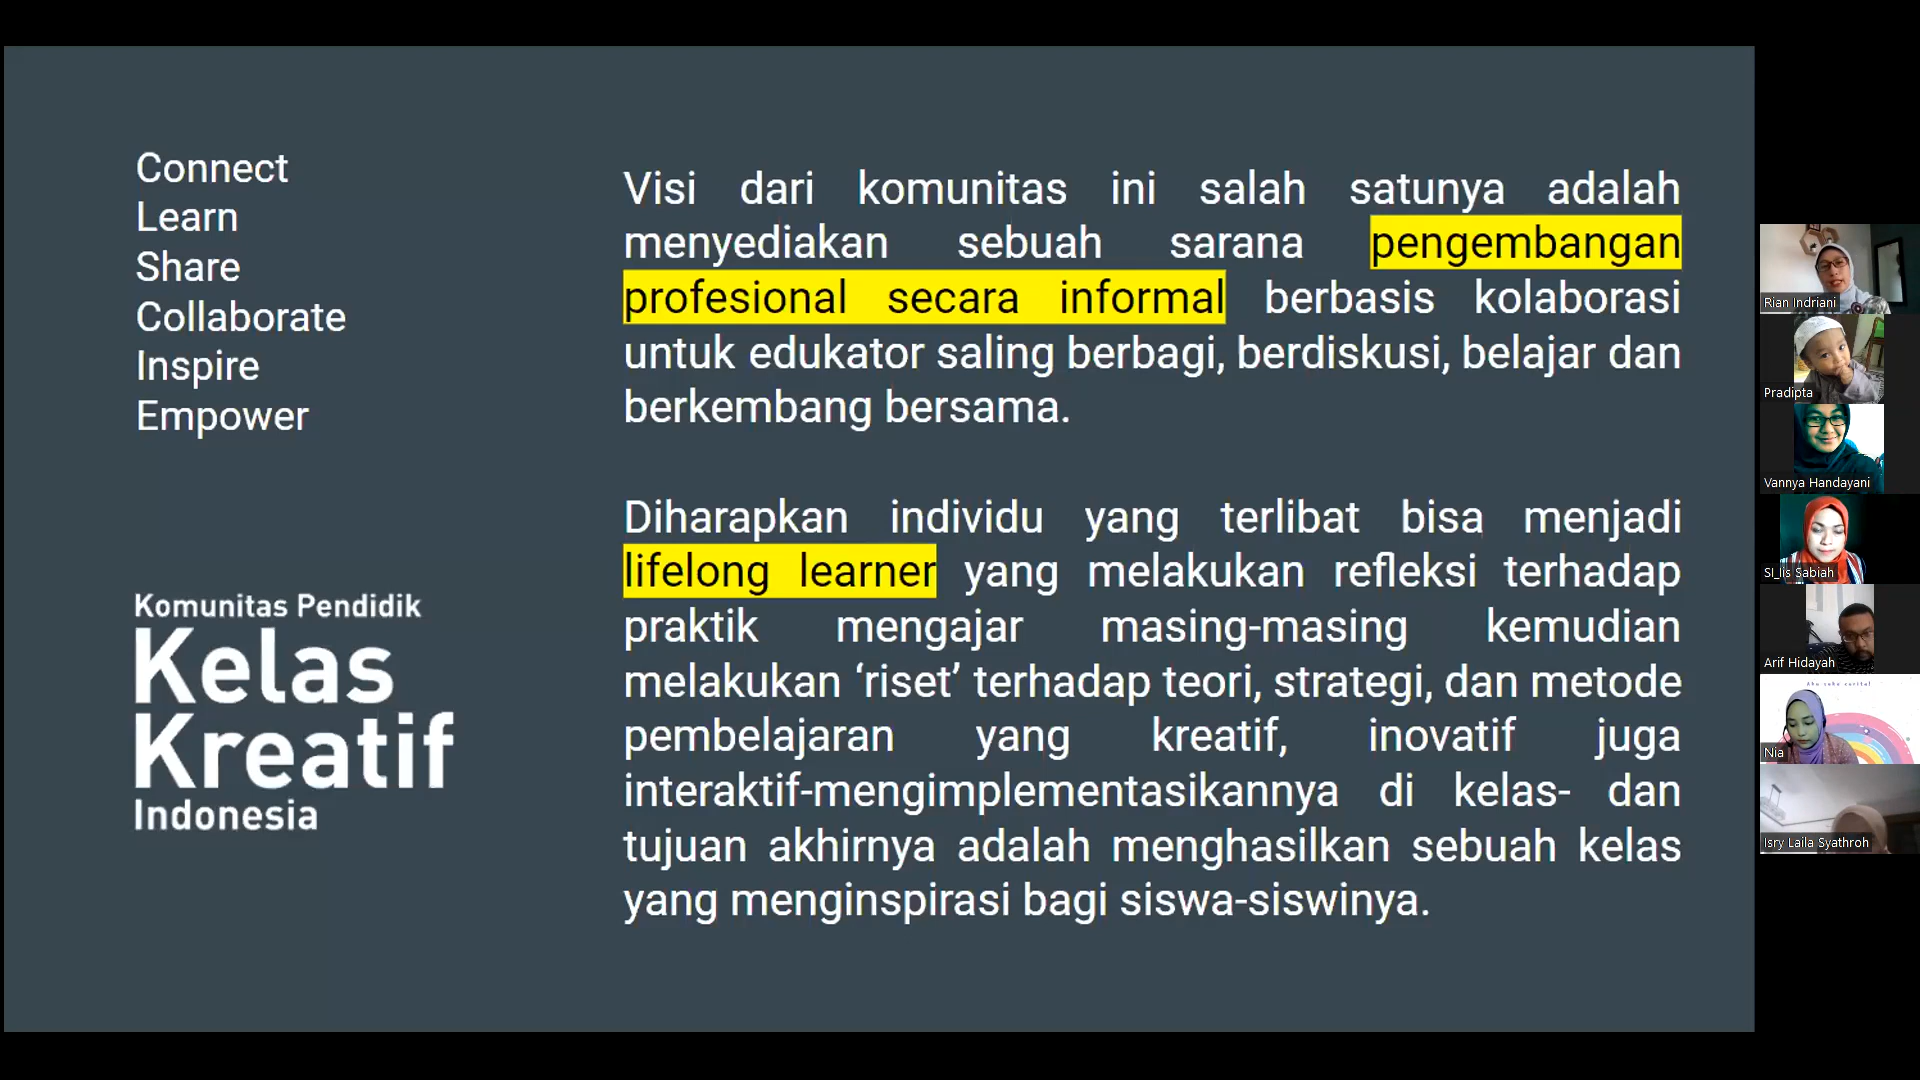 Connect
Learn
Share
Collaborate
Inspire
Empower
Komunitas Pendidik
Kelas
Kreatif
Indonesia
Visi dari komunitas ini salah satunya adalah
menyediakan sebuah sarana pengembangan
profesional secara informal berbasis kolaborasi
untuk edukator saling berbagi, berdiskusi, belajar dan
berkembang bersama.
Diharapkan individu yang terlibat bisa menjadi
lifelong learner yang melakukan refleksi terhadap
praktik mengajar masing-masing kemudian
melakukan ‘riset’ terhadap teori, strategi, dan metode
pembelajaran yang kreatif, inovatif juga
interaktif-mengimplementasikannya di kelas- dan
tujuan akhirnya adalah menghasilkan sebuah kelas
yang menginspirasi bagi siswa-siswinya.
Rian Indriani
Pradipta
Vannya Handayani
SI_Iis Sabiah
Arif Hidayah
Nia
Isry Laila Syathroh